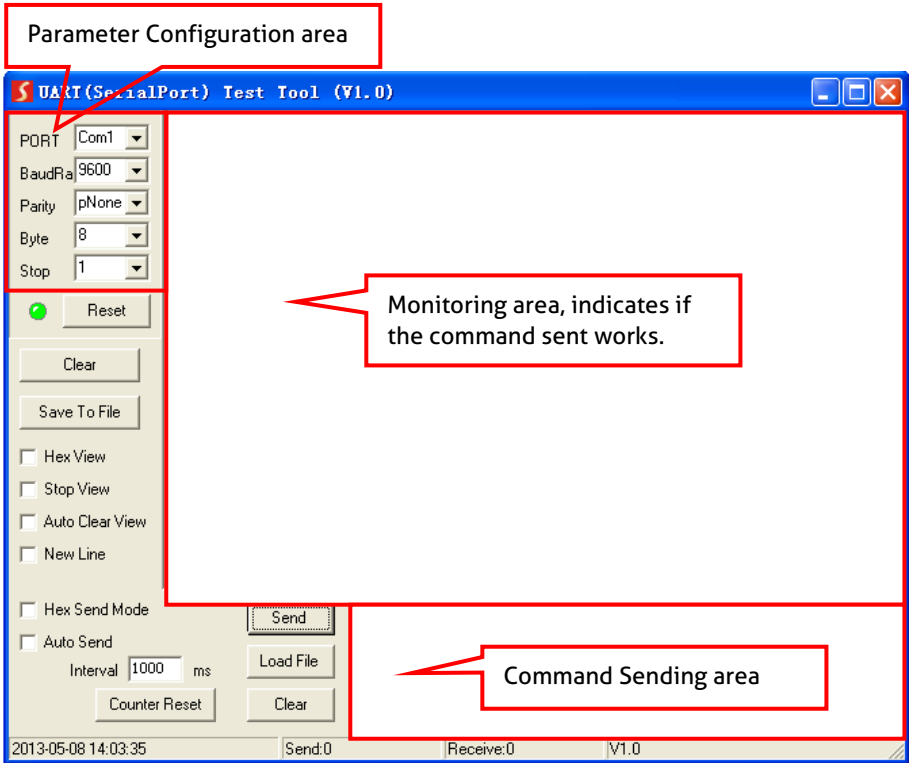 Parameter Configuration area
UART(SerialPort) Test Tool (V1.0)
PORT Com1
BaudRa 9600
Parity pNone
Byte 8
Stop 1
Reset
Monitoring area, indicates if
the command sent works.
Clear
Save To File
Hex View
Stop View
Auto Clear View
New Line
Hex Send Mode
Send
Auto Send
Interval 1000 ms
Load File
Command Sending area
Counter Reset
Clear
2013-05-08 14:03:35 Send:0 Receive:0 V1.0